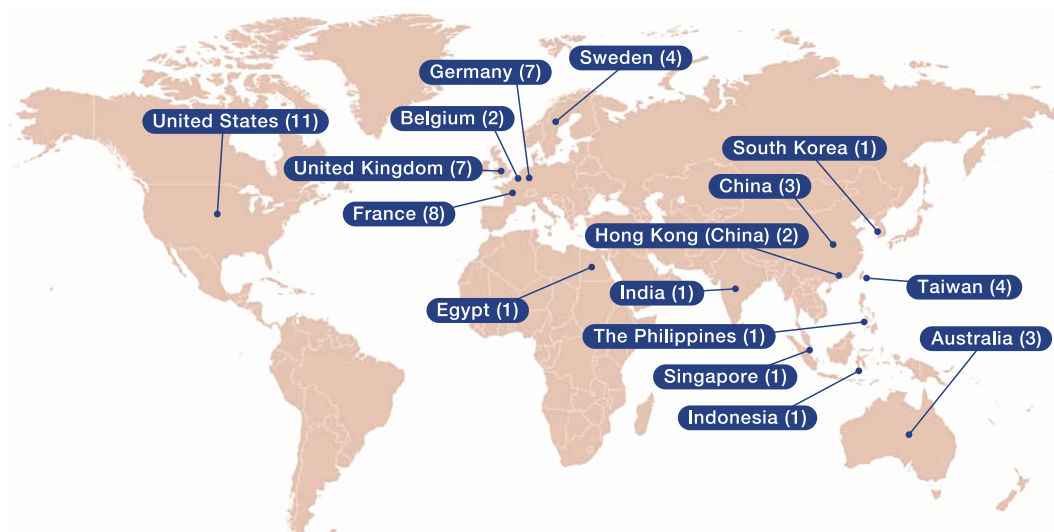 Sweden (4)
Germany (7)
Belgium (2)
United States (11)
United Kingdom (7)
France (8)
South Korea (1)
China (3)
Hong Kong (China) (2)
Egypt (1)
India (1)
Taiwan (4)
The Philippines (1)
Australia (3)
Singapore (1)
Indonesia (1)